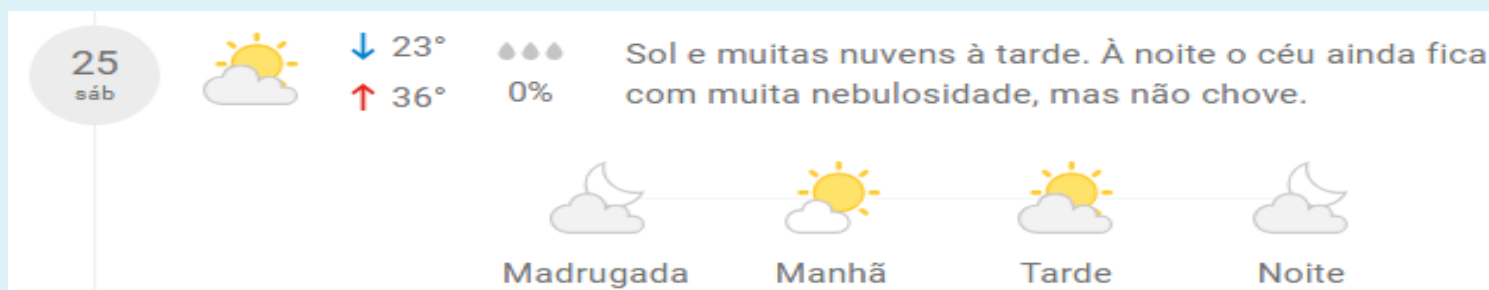 25
sáb
↓ 23°
↑ 36°
0%
Sol e muitas nuvens à tarde. À noite o céu ainda fica
com muita nebulosidade, mas não chove.
Madrugada Manhã Tarde Noite